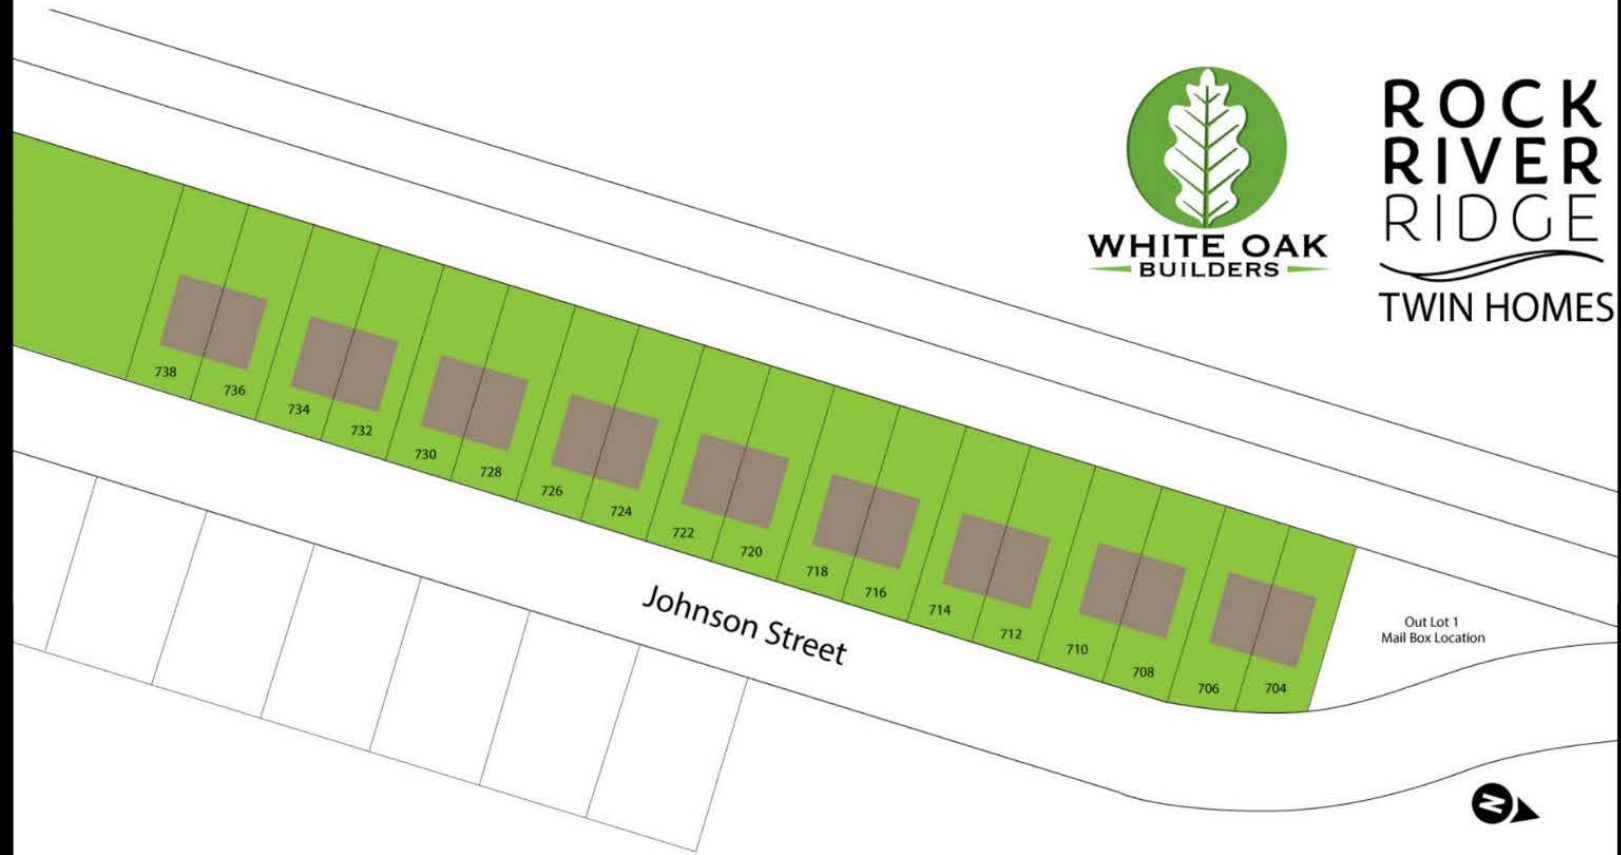 ROCK
RIVER
RIDGE
TWIN HOMES
WHITE OAK
BUILDERS
738
736
734
732
730
728
726
724
722
720
718
716
714
712
710
708
706
704
Johnson Street
Out Lot 1
Mail Box Location
N